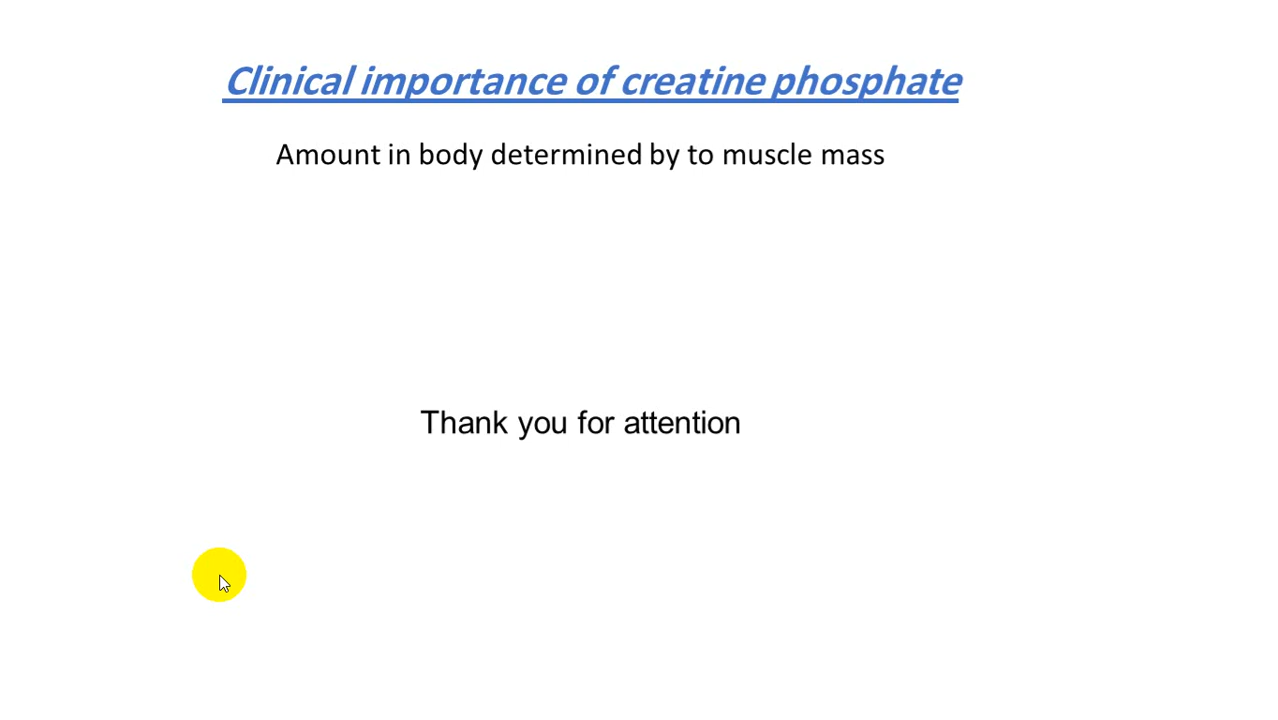 Clinical importance of creatine phosphate
Amount in body determined by to muscle mass
Thank you for attention